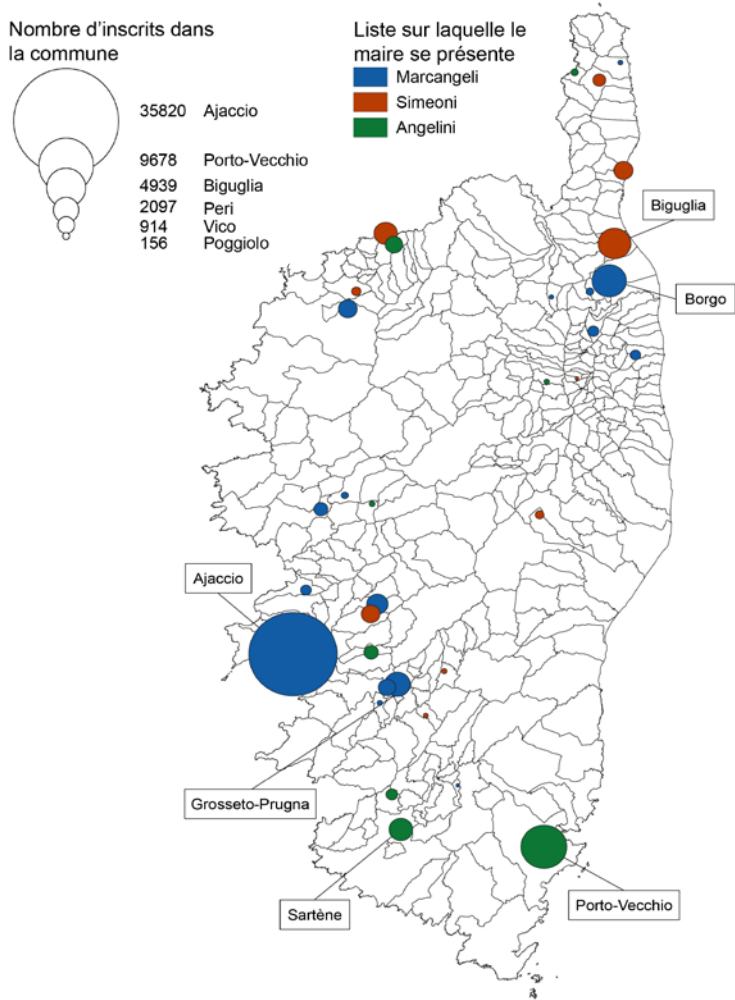 Nombre d'inscrits dans
la commune
35820 Ajaccio
9678 Porto-Vecchio
4939 Biguglia
2097 Peri
914 Vico
156 Poggiolo
Liste sur laquelle le
maire se présente
Marcangeli
Simeoni
Angelini
Biguglia
Borgo
Ajaccio
Grosseto-Prugna
Sartène
Porto-Vecchio